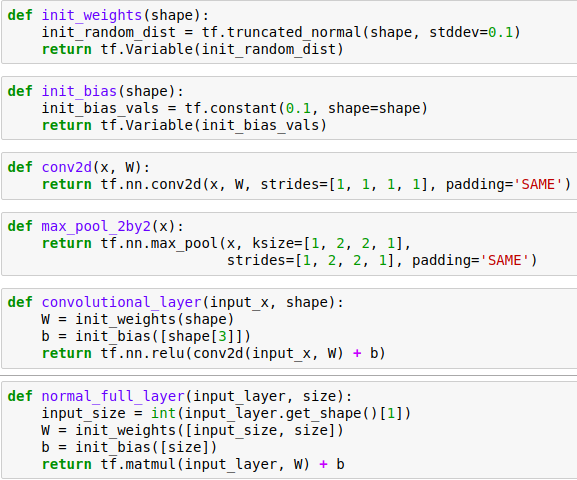 def init_weights(shape):
    init_random_dist = tf.truncated_normal(shape, stddev=0.1)
    return tf.Variable(init_random_dist)
def init_bias(shape):
    init_bias_vals = tf.constant(0.1, shape=shape)
    return tf.Variable(init_bias_vals)
def conv2d(x, W):
    return tf.nn.conv2d(x, W, strides=[1, 1, 1, 1], padding='SAME')
def max_pool_2by2(x):
    return tf.nn.max_pool(x, ksize=[1, 2, 2, 1],
                          strides=[1, 2, 2, 1], padding='SAME')
def convolutional_layer(input_x, shape):
    W = init_weights(shape)
    b = init_bias([shape[3]])
    return tf.nn.relu(conv2d(input_x, W) + b)
def normal_full_layer(input_layer, size):
    input_size = int(input_layer.get_shape()[1])
    W = init_weights([input_size, size])
    b = init_bias([size])
    return tf.matmul(input_layer, W) + b